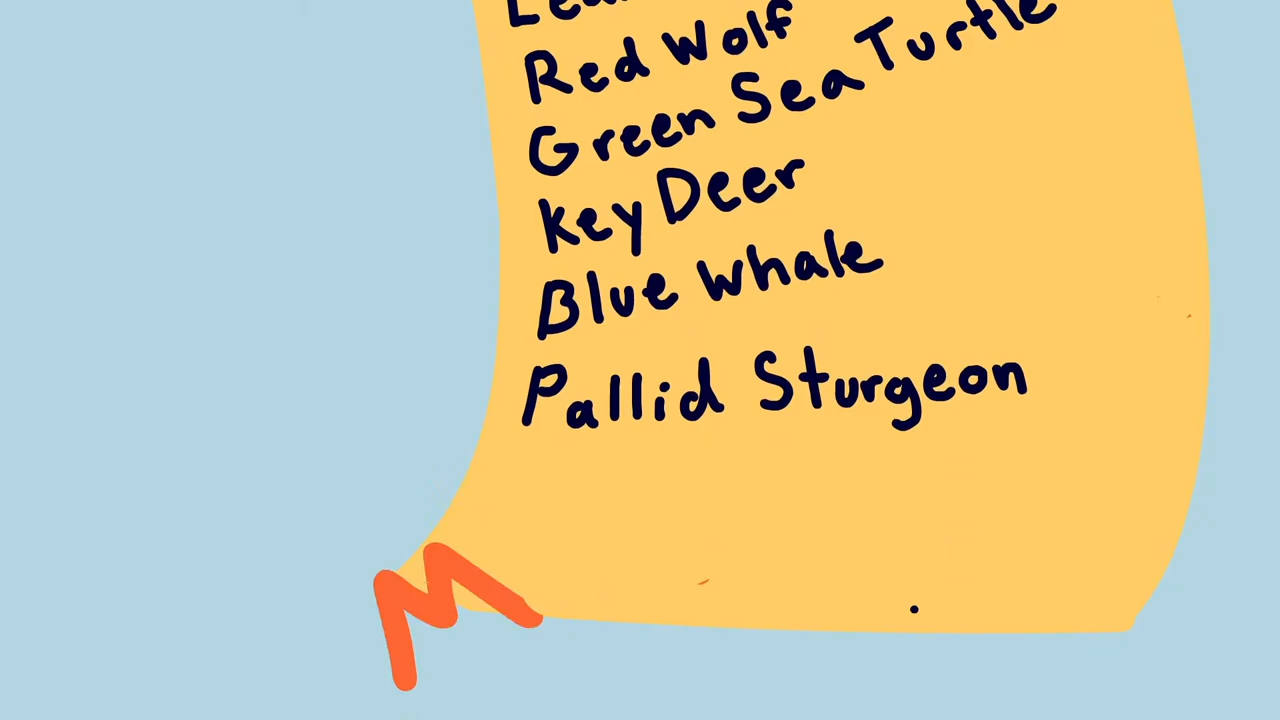 Red Wolf
Green Sea Turtle
Key Deer
Blue Whale
Pallid Sturgeon
M